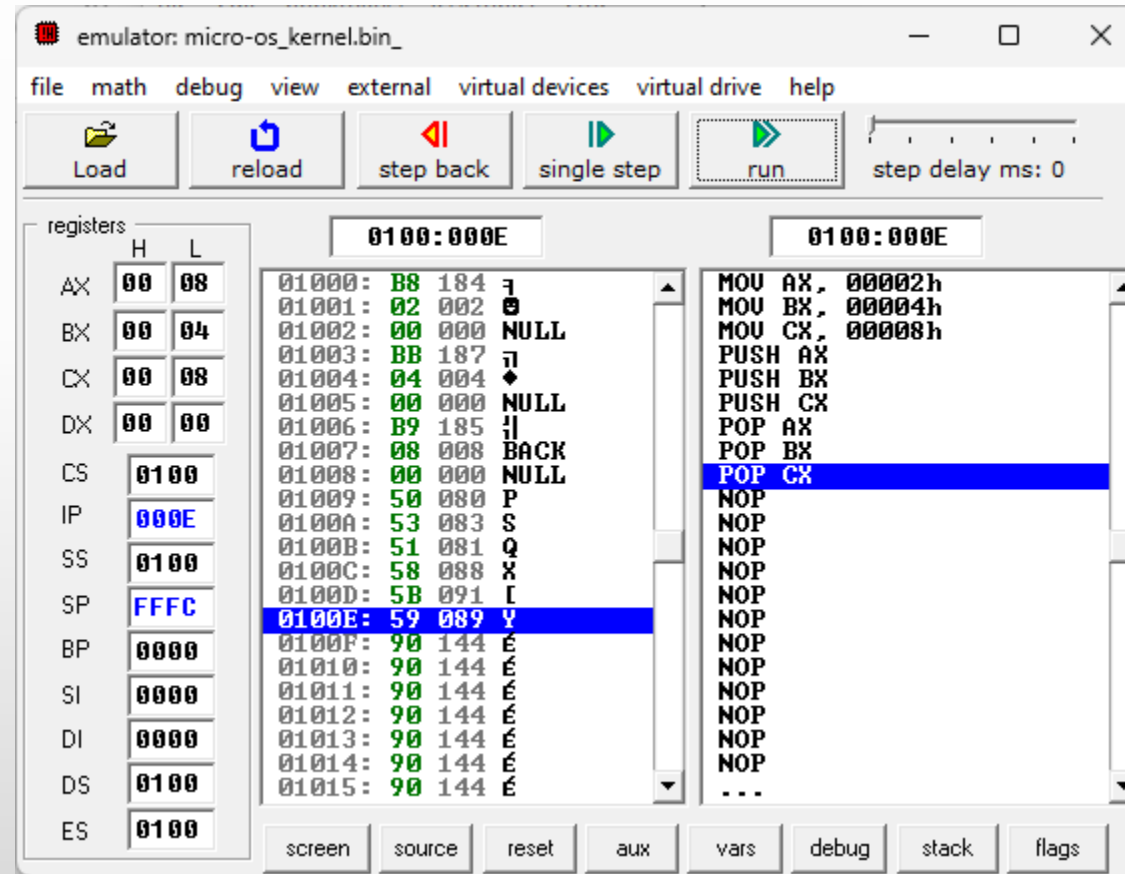 emulator: micro-os_kernel.bin_
file math debug view external virtual devices virtual drive help
Load reload step back single step run step delay ms: 0
registers
H L
AX 00 08
BX 00 04
CX 00 08
DX 00 00
CS 0100
IP 000E
SS 0100
SP FFFC
BP 0000
SI 0000
DI 0000
DS 0100
ES 0100
0100:000E
01000: B8 184 ╕
01001: 02 002 ☻
01002: 00 000 NULL
01003: BB 187 ╗
01004: 04 004 ♦
01005: 00 000 NULL
01006: B9 185 ╣
01007: 08 008 BACK
01008: 00 000 NULL
01009: 50 080 P
0100A: 53 083 S
0100B: 51 081 Q
0100C: 58 088 X
0100D: 5B 091 [
0100E: 59 089 Y
0100F: 90 144 É
01010: 90 144 É
01011: 90 144 É
01012: 90 144 É
01013: 90 144 É
01014: 90 144 É
01015: 90 144 É
0100:000E
MOV AX, 00002h
MOV BX, 00004h
MOV CX, 00008h
PUSH AX
PUSH BX
PUSH CX
POP AX
POP BX
POP CX
NOP
NOP
NOP
NOP
NOP
NOP
NOP
NOP
NOP
NOP
NOP
NOP
...
screen source reset aux vars debug stack flags